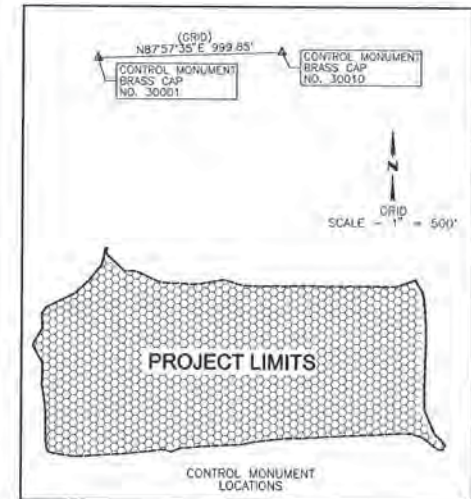 (GRID)
N87°57'35"E 999.85'
CONTROL MONUMENT
BRASS CAP
NO. 30001
CONTROL MONUMENT
BRASS CAP
NO. 30010
N
GRID
SCALE - 1" = 500'
PROJECT LIMITS
CONTROL MONUMENT
LOCATIONS